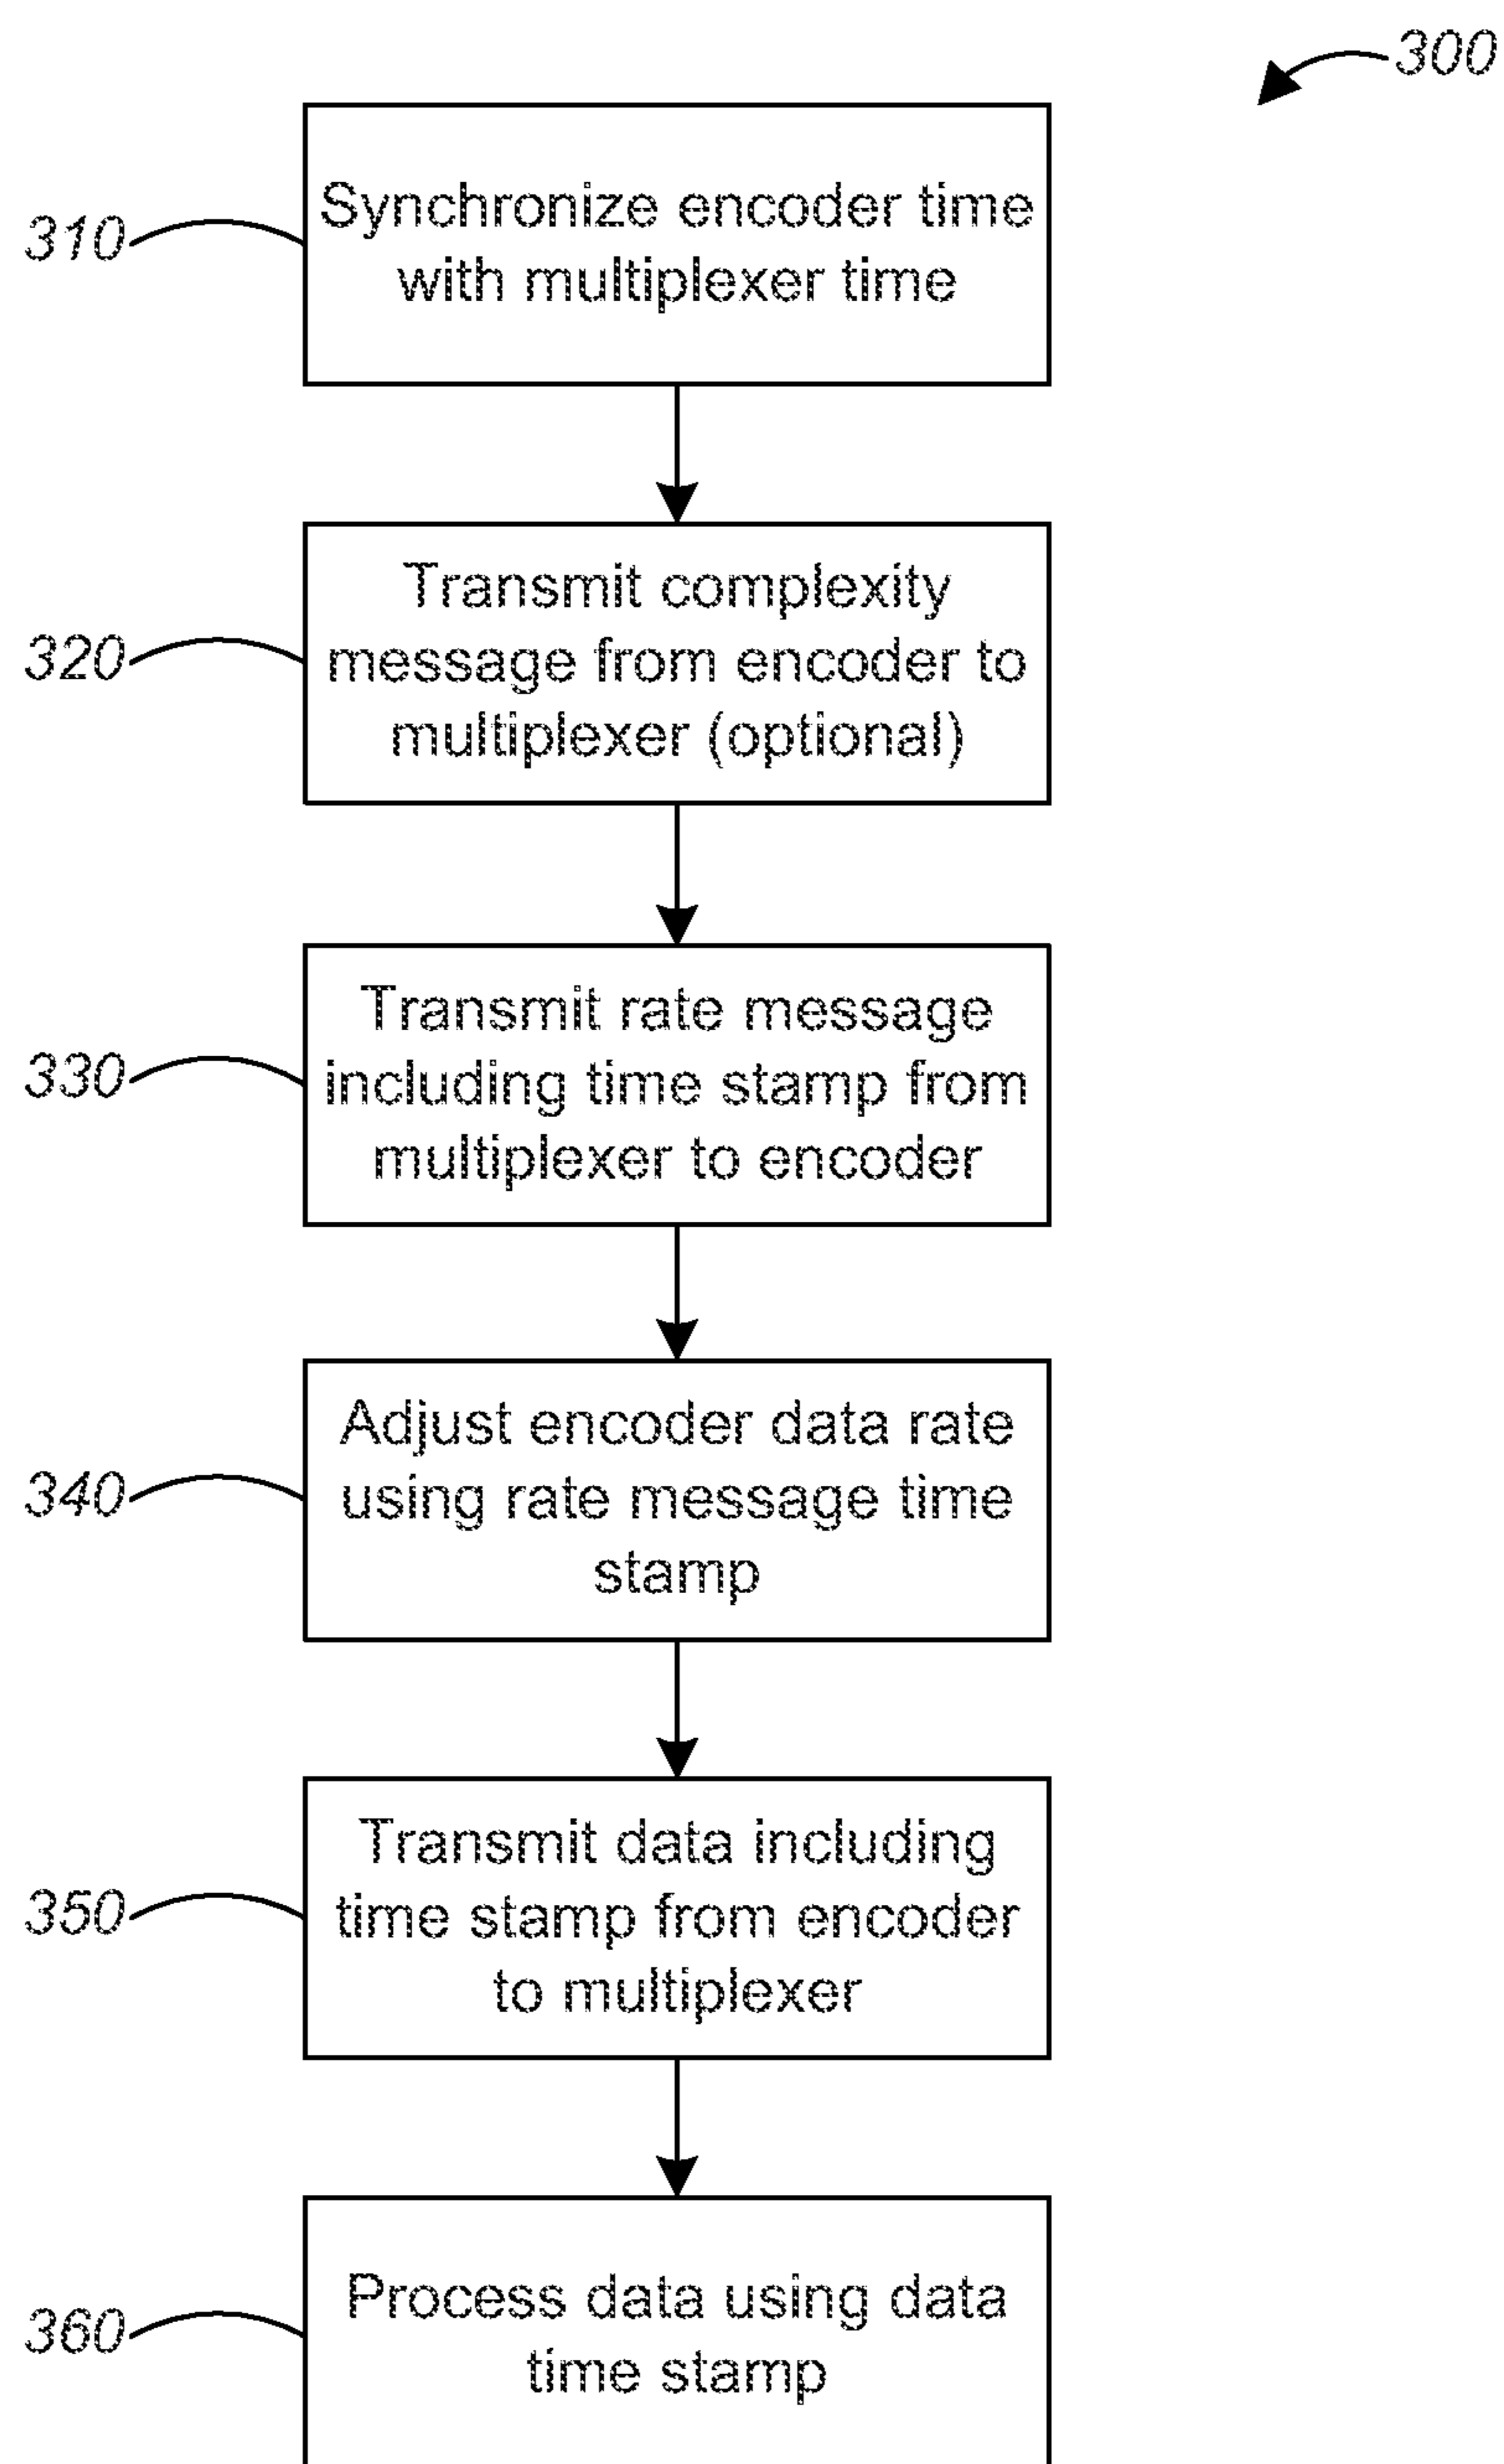 300
310
Synchronize encoder time
with multiplexer time
320
Transmit complexity
message from encoder to
multiplexer (optional)
330
Transmit rate message
including time stamp from
multiplexer to encoder
340
Adjust encoder data rate
using rate message time
stamp
350
Transmit data including
time stamp from encoder
to multiplexer
360
Process data using data
time stamp